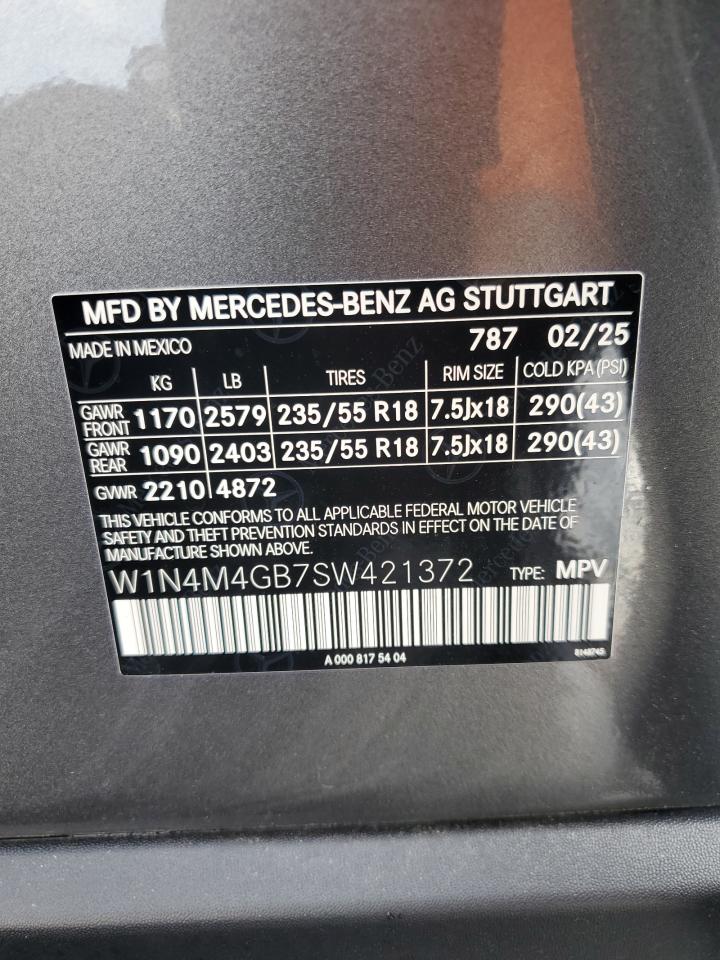 MFD BY MERCEDES-BENZ AG STUTTGART
MADE IN MEXICO 787 02/25
KG LB TIRES RIM SIZE COLD KPA (PSI)
GAWR FRONT 1170 2579 235/55 R18 7.5Jx18 290(43)
GAWR REAR 1090 2403 235/55 R18 7.5Jx18 290(43)
GVWR 2210 4872
THIS VEHICLE CONFORMS TO ALL APPLICABLE FEDERAL MOTOR VEHICLE
SAFETY AND THEFT PREVENTION STANDARDS IN EFFECT ON THE DATE OF
MANUFACTURE SHOWN ABOVE.
W1N4M4GB7SW421372 TYPE: MPV
A 000 817 54 04